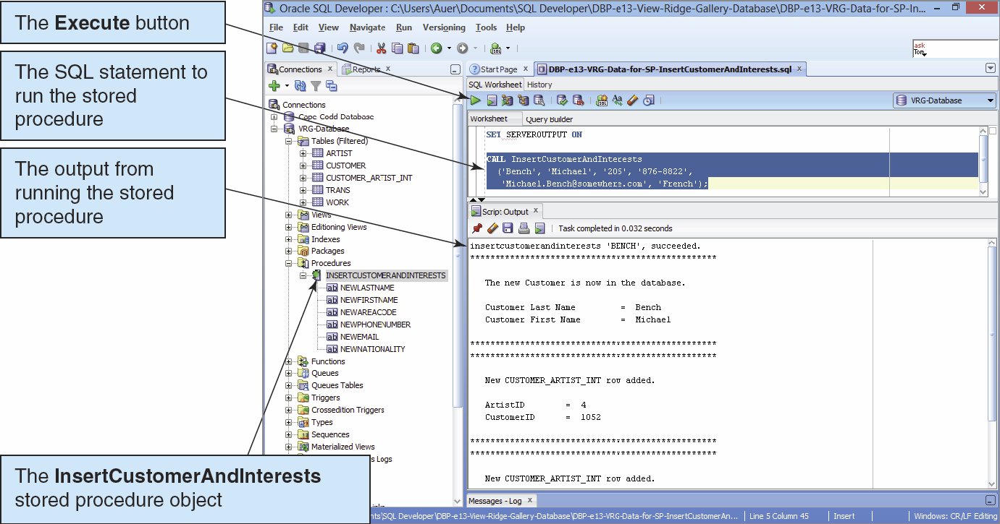 The Execute button
The SQL statement to
run the stored
procedure
The output from
running the stored
procedure
The InsertCustomerAndInterests
stored procedure object
Oracle SQL Developer : C:\Users\Auer\Documents\SQL Developer\DBP-e13-View-Ridge-Gallery-Database\DBP-e13-VRG-Data-for-SP-In...
File Edit View Navigate Run Versioning Tools Help
ask
Tom
Connections
Reports
Connections
Cape Codd Database
VRG-Database
Tables (Filtered)
ARTIST
CUSTOMER
CUSTOMER_ARTIST_INT
TRANS
WORK
Views
Editioning Views
Indexes
Packages
Procedures
INSERTCUSTOMERANDINTERESTS
NEWLASTNAME
NEWFIRSTNAME
NEWAREACODE
NEWPHONENUMBER
NEWEMAIL
NEWNATIONALITY
Functions
Queues
Queues Tables
Triggers
Crossedition Triggers
Types
Sequences
Materialized Views
s Logs
Start Page
DBP-e13-VRG-Data-for-SP-InsertCustomerAndInterests.sql
SQL Worksheet History
VRG-Database
Worksheet Query Builder
SET SERVEROUTPUT ON
CALL InsertCustomerAndInterests
('Bench', 'Michael', '206', '876-8822',
'Michael.Bench@somewhere.com', 'French');
Script Output
Task completed in 0.032 seconds
insertcustomerandinterests 'BENCH', succeeded.
*************************************************
The new Customer is now in the database.
Customer Last Name = Bench
Customer First Name = Michael
*************************************************
*************************************************
New CUSTOMER_ARTIST_INT row added.
ArtistID = 4
CustomerID = 1052
*************************************************
*************************************************
New CUSTOMER_ARTIST_INT row added.
Messages - Log
nts\SQL Developer\DBP-e13-View-Ridge-Gallery-Database\DBP-e13-VRG-Data-for-SP-InsertCustomerAn... Line 5 Column 45 Insert Windows: CR/LF Editing